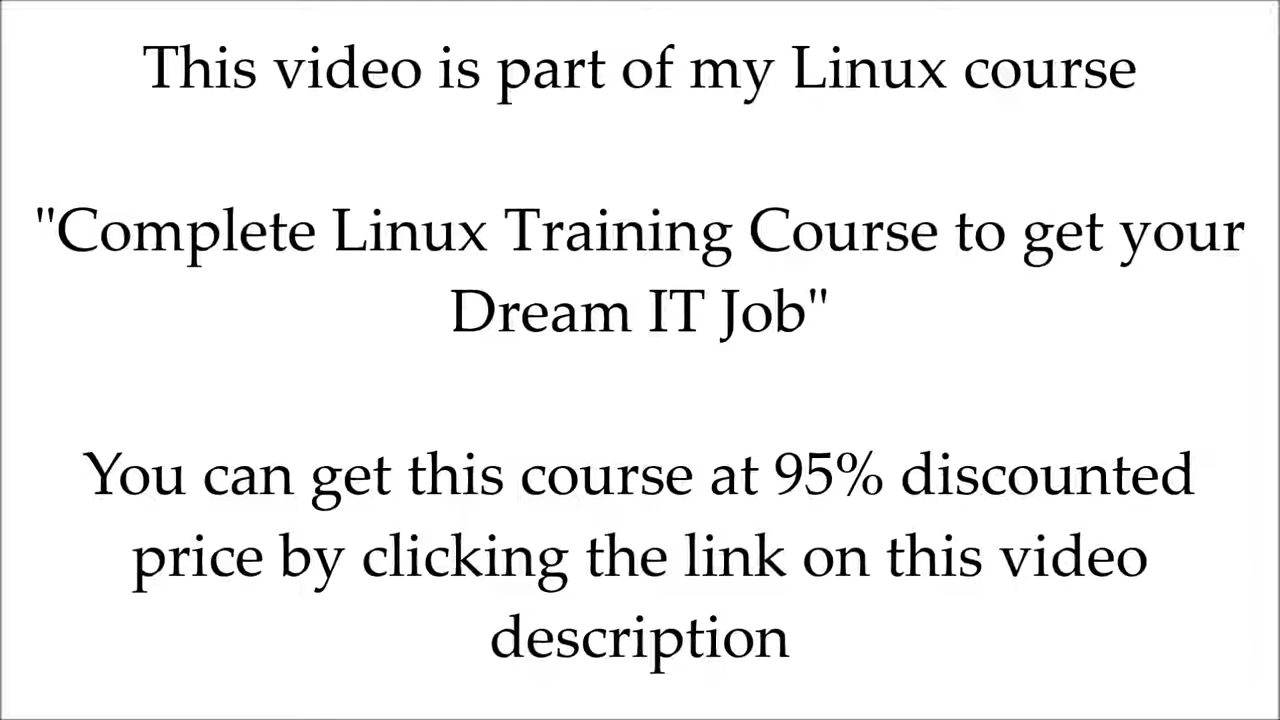 This video is part of my Linux course
"Complete Linux Training Course to get your
Dream IT Job"
You can get this course at 95% discounted
price by clicking the link on this video
description